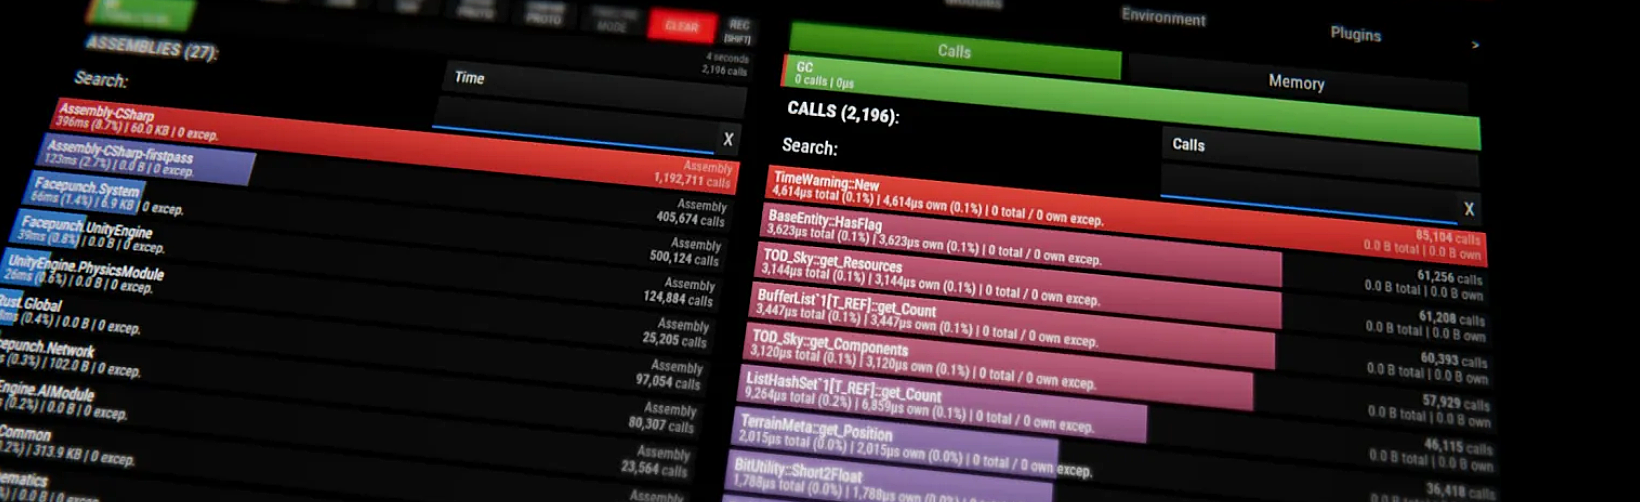 CLEAR
REC
[SHIFT]
PROTO
MODE
4 seconds
2,196 calls
ASSEMBLIES (27):
Search:
Time
X
Assembly-CSharp
396ms (8.7%) | 60.0 KB | 0 excep.
Assembly
1,192,711 calls
Assembly-CSharp-firstpass
123ms (2.7%) | 0.0 B | 0 excep.
Assembly
405,674 calls
Facepunch.System
66ms (1.4%) | 6.9 KB | 0 excep.
Assembly
500,124 calls
Facepunch.UnityEngine
39ms (0.8%) | 0.0 B | 0 excep.
Assembly
124,884 calls
UnityEngine.PhysicsModule
26ms (0.6%) | 0.0 B | 0 excep.
Assembly
25,205 calls
Rust.Global
(0.4%) | 0.0 B | 0 excep.
Assembly
97,054 calls
epunch.Network
(0.3%) | 102.0 B | 0 excep.
Assembly
80,307 calls
Engine.AIModule
(0.2%) | 0.0 B | 0 excep.
Assembly
23,564 calls
Common
.2%) | 313.9 KB | 0 excep.
Assembly
ematics
| 0.0 B | 0 excep.
Modules
Environment
Plugins
>
Calls
Memory
GC
0 calls | 0µs
CALLS (2,196):
Search:
Calls
X
TimeWarning::New
4,614µs total (0.1%) | 4,614µs own (0.1%) | 0 total / 0 own excep.
85,104 calls
0.0 B total | 0.0 B own
BaseEntity::HasFlag
3,623µs total (0.1%) | 3,623µs own (0.1%) | 0 total / 0 own excep.
61,256 calls
0.0 B total | 0.0 B own
TOD_Sky::get_Resources
3,144µs total (0.1%) | 3,144µs own (0.1%) | 0 total / 0 own excep.
61,208 calls
0.0 B total | 0.0 B own
BufferList`1[T_REF]::get_Count
3,447µs total (0.1%) | 3,447µs own (0.1%) | 0 total / 0 own excep.
60,393 calls
0.0 B total | 0.0 B own
TOD_Sky::get_Components
3,120µs total (0.1%) | 3,120µs own (0.1%) | 0 total / 0 own excep.
57,929 calls
0.0 B total | 0.0 B own
ListHashSet`1[T_REF]::get_Count
9,264µs total (0.2%) | 6,859µs own (0.1%) | 0 total / 0 own excep.
46,115 calls
0.0 B total | 0.0 B own
TerrainMeta::get_Position
2,015µs total (0.0%) | 2,015µs own (0.0%) | 0 total / 0 own excep.
36,418 calls
BitUtility::Short2Float
1,788µs total (0.0%) | 1,788µs own (0.0%) | 0 total / 0 own